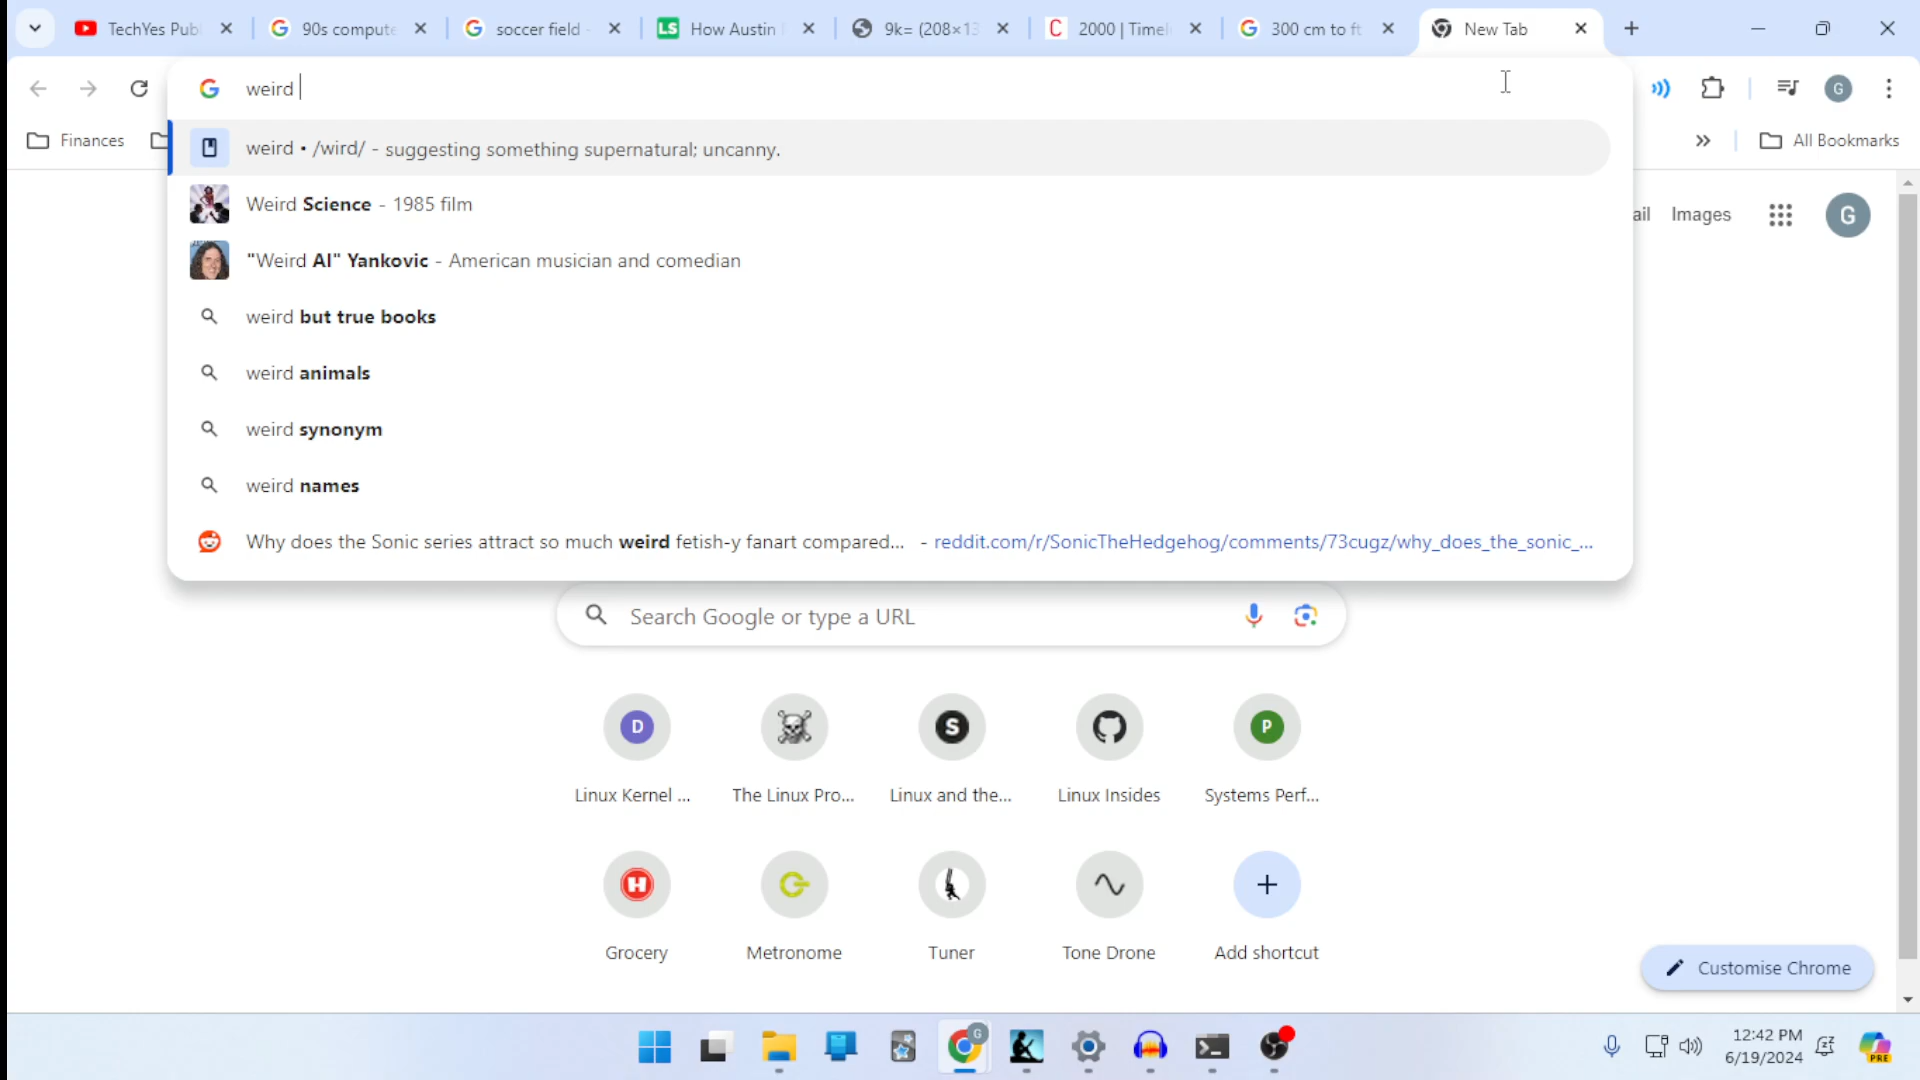 TechYes Publ
90s compute
soccer field -
LS How Austin
9k= (208×13
C 2000 | Timel
300 cm to ft
New Tab
weird
G
Finances
All Bookmarks
weird • /wird/ - suggesting something supernatural; uncanny.
Weird Science - 1985 film
"Weird Al" Yankovic - American musician and comedian
weird but true books
weird animals
weird synonym
weird names
Why does the Sonic series attract so much weird fetish-y fanart compared... - reddit.com/r/SonicTheHedgehog/comments/73cugz/why_does_the_sonic_...
ail Images
G
Search Google or type a URL
D
S
P
Linux Kernel ...
The Linux Pro...
Linux and the...
Linux Insides
Systems Perf...
H
Grocery
Metronome
Tuner
Tone Drone
Add shortcut
Customise Chrome
G
12:42 PM
6/19/2024
PRE